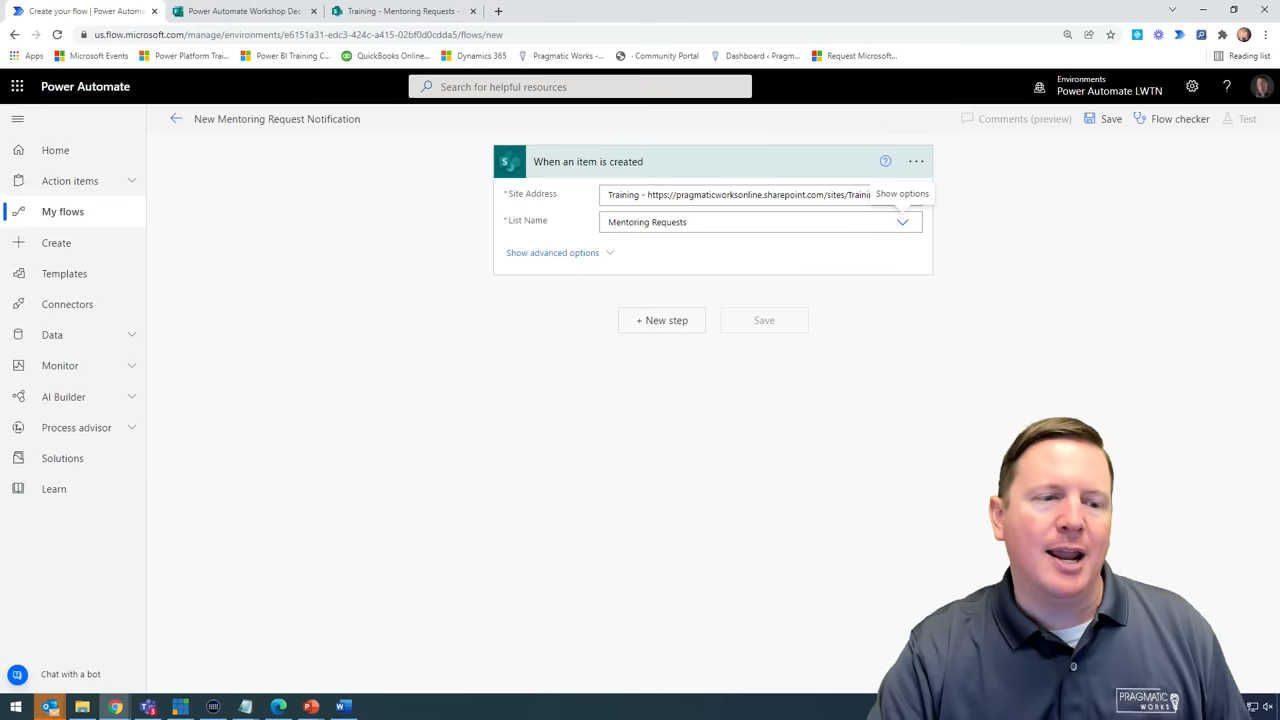 Create your flow | Power Automa
Power Automate Workshop Dec
Training - Mentoring Requests -
us.flow.microsoft.com/manage/environments/e6151a31-edc3-424c-a415-02bf0d0cdda5/flows/new
Apps
Microsoft Events
Power Platform Trai...
Power BI Training C...
QuickBooks Onlin...
Dynamics 365
Pragmatic Works -...
- Community Portal
Dashboard ‹ Pragm...
Request Microsoft...
Reading list
Power Automate
Search for helpful resources
Environments
Power Automate LWTN
New Mentoring Request Notification
Comments (preview)
Save
Flow checker
Test
Home
Action items
My flows
Create
Templates
Connectors
Data
Monitor
AI Builder
Process advisor
Solutions
Learn
Chat with a bot
When an item is created
* Site Address
Training - https://pragmaticworksonline.sharepoint.com/sites/Traini
Show options
* List Name
Mentoring Requests
Show advanced options
+ New step
Save
PRAGMATIC
WORKS